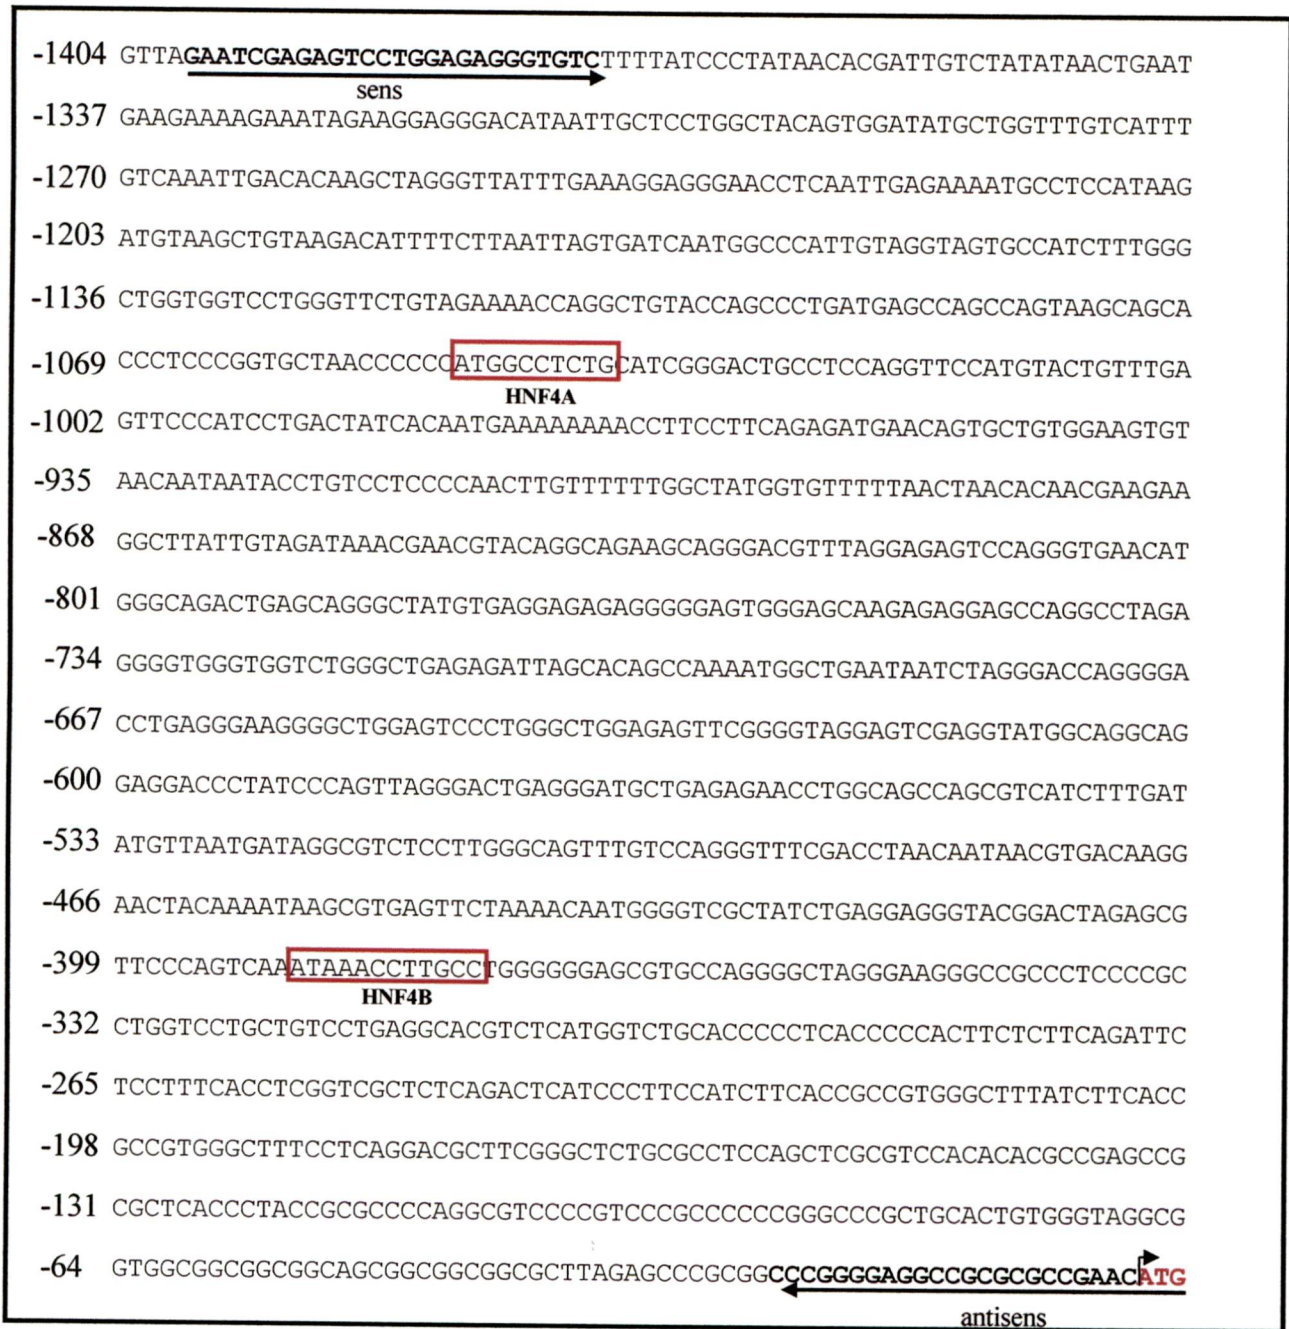 -1404 GTTAGAATCGAGAGTCCTGGAGAGGGTGTCTTTTATCCCTATAACACGATTGTCTATATAACTGAAT
sens
-1337 GAAGAAAAGAAATAGAAGGAGGGACATAATTGCTCCTGGCTACAGTGGATATGCTGGTTTGTCATTT
-1270 GTCAAATTGACACAAGCTAGGGTTATTTGAAAGGAGGGAACCTCAATTGAGAAAATGCCTCCATAAG
-1203 ATGTAAGCTGTAAGACATTTTCTTAATTAGTGATCAATGGCCCATTGTAGGTAGTGCCATCTTTGGG
-1136 CTGGTGGTCCTGGGTTCTGTAGAAAACCAGGCTGTACCAGCCCTGATGAGCCAGCCAGTAAGCAGCA
-1069 CCCTCCCGGTGCTAACCCCCCATGGCCTCTGCATCGGGACTGCCTCCAGGTTCCATGTACTGTTTGA
HNF4A
-1002 GTTCCCATCCTGACTATCACAATGAAAAAAAACCTTCCTTCAGAGATGAACAGTGCTGTGGAAGTGT
-935 AACAATAATACCTGTCCTCCCCAACTTGTTTTTTGGCTATGGTGTTTTTAACTAACACAACGAAGAA
-868 GGCTTATTGTAGATAAACGAACGTACAGGCAGAAGCAGGGACGTTTAGGAGAGTCCAGGGTGAACAT
-801 GGGCAGACTGAGCAGGGCTATGTGAGGAGAGAGGGGGAGTGGGAGCAAGAGAGGAGCCAGGCCTAGA
-734 GGGGTGGGTGGTCTGGGCTGAGAGATTAGCACAGCCAAAATGGCTGAATAATCTAGGGACCAGGGGA
-667 CCTGAGGGAAGGGGCTGGAGTCCCTGGGCTGGAGAGTTCGGGGTAGGAGTCGAGGTATGGCAGGCAG
-600 GAGGACCCTATCCCAGTTAGGGACTGAGGGATGCTGAGAGAACCTGGCAGCCAGCGTCATCTTTGAT
-533 ATGTTAATGATAGGCGTCTCCTTGGGCAGTTTGTCCAGGGTTTCGACCTAACAATAACGTGACAAGG
-466 AACTACAAAATAAGCGTGAGTTCTAAAACAATGGGGTCGCTATCTGAGGAGGGTACGGACTAGAGCG
-399 TTCCCAGTCAAATAAACCTTGCCTGGGGGGAGCGTGCCAGGGGCTAGGGAAGGGCCGCCCTCCCCGC
HNF4B
-332 CTGGTCCTGCTGTCCTGAGGCACGTCTCATGGTCTGCACCCCCTCACCCCCACTTCTCTTCAGATTC
-265 TCCTTTCACCTCGGTCGCTCTCAGACTCATCCCTTCCATCTTCACCGCCGTGGGCTTTATCTTCACC
-198 GCCGTGGGCTTTCCTCAGGACGCTTCGGGCTCTGCGCCTCCAGCTCGCGTCCACACACGCCGAGCCG
-131 CGCTCACCCTACCGCGCCCCAGGCGTCCCCGTCCCGCCCCCCGGGCCCGCTGCACTGTGGGTAGGCG
-64 GTGGCGGCGGCGGCAGCGGCGGCGGCGCTTAGAGCCCGCGGCCCGGGGAGGCCGCGCGCCGAACATG
antisens